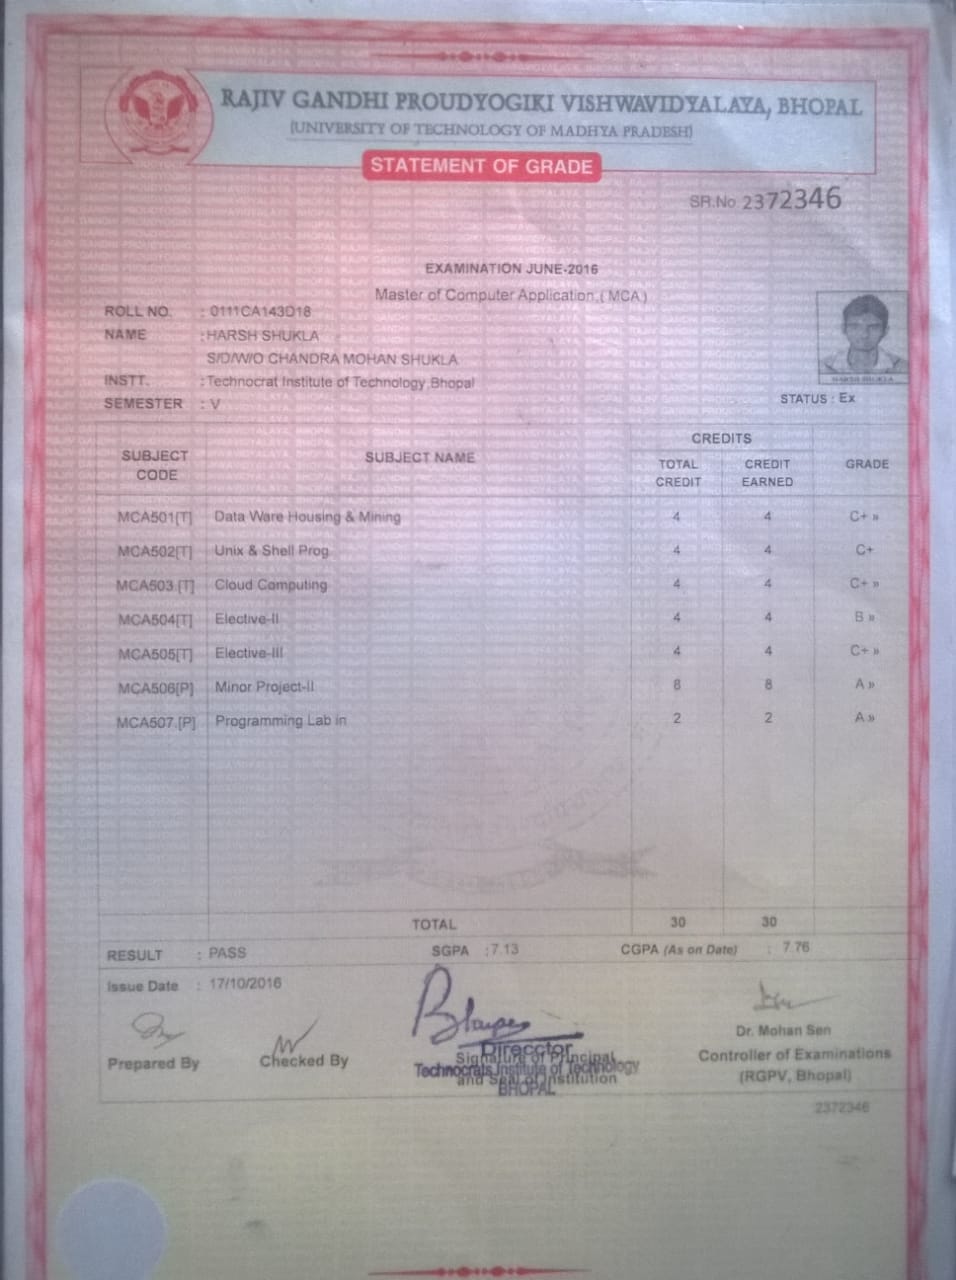 RAJIV GANDHI PROUDYOGIKI VISHWAVIDYALAYA, BHOPAL
(UNIVERSITY OF TECHNOLOGY OF MADHYA PRADESH)
STATEMENT OF GRADE
SR.No 2372346
EXAMINATION JUNE-2016
Master of Computer Application ( MCA )
ROLL NO. : 0111CA143D18
NAME : HARSH SHUKLA
S/D/W/O CHANDRA MOHAN SHUKLA
INSTT. : Technocrat Institute of Technology,Bhopal
HARSH SHUKLA
SEMESTER : V
STATUS : Ex
SUBJECT CODE SUBJECT NAME CREDITS TOTAL CREDIT CREDIT EARNED GRADE
MCA501[T] Data Ware Housing & Mining 4 4 C+ »
MCA502[T] Unix & Shell Prog 4 4 C+
MCA503.[T] Cloud Computing 4 4 C+ »
MCA504[T] Elective-II 4 4 B »
MCA505[T] Elective-III 4 4 C+ »
MCA506[P] Minor Project-II 8 8 A »
MCA507.[P] Programming Lab in 2 2 A »
TOTAL 30 30
RESULT : PASS SGPA : 7.13 CGPA (As on Date) : 7.76
Issue Date : 17/10/2016
Prepared By
Checked By
Direcctor
Signature of Principal
Technocrats Institute of Technology
and Seal of Institution
BHOPAL
Dr. Mohan Sen
Controller of Examinations
(RGPV, Bhopal)
2372346